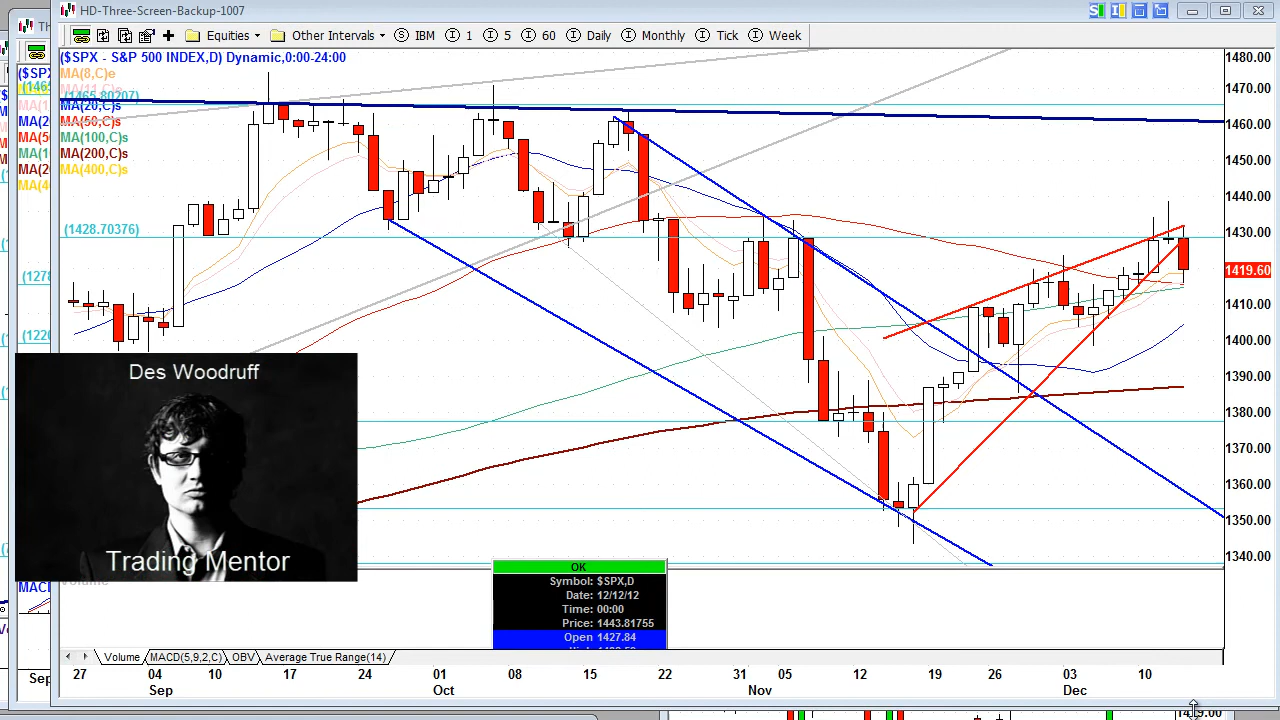 HD-Three-Screen-Backup-1007
Equities
Other Intervals
IBM
1
5
60
Daily
Monthly
Tick
Week
($SPX - S&P 500 INDEX,D) Dynamic,0:00-24:00
MA(8,C)e
(1465.80207)
MA(20,C)s
MA(50,C)s
MA(100,C)s
MA(200,C)s
MA(400,C)s
(1428.70376)
1480.00
1470.00
1460.00
1450.00
1440.00
1430.00
1419.60
1410.00
1400.00
1390.00
1380.00
1370.00
1360.00
1350.00
1340.00
Des Woodruff
Trading Mentor
Volume
MACD
OK
Symbol: $SPX,D
Date: 12/12/12
Time: 00:00
Price: 1443.81755
Open 1427.84
Volume
MACD(5,9,2,C)
OBV
Average True Range(14)
27
04
10
17
24
01
08
15
22
31
05
12
19
26
03
10
Sep
Oct
Nov
Dec
Sep